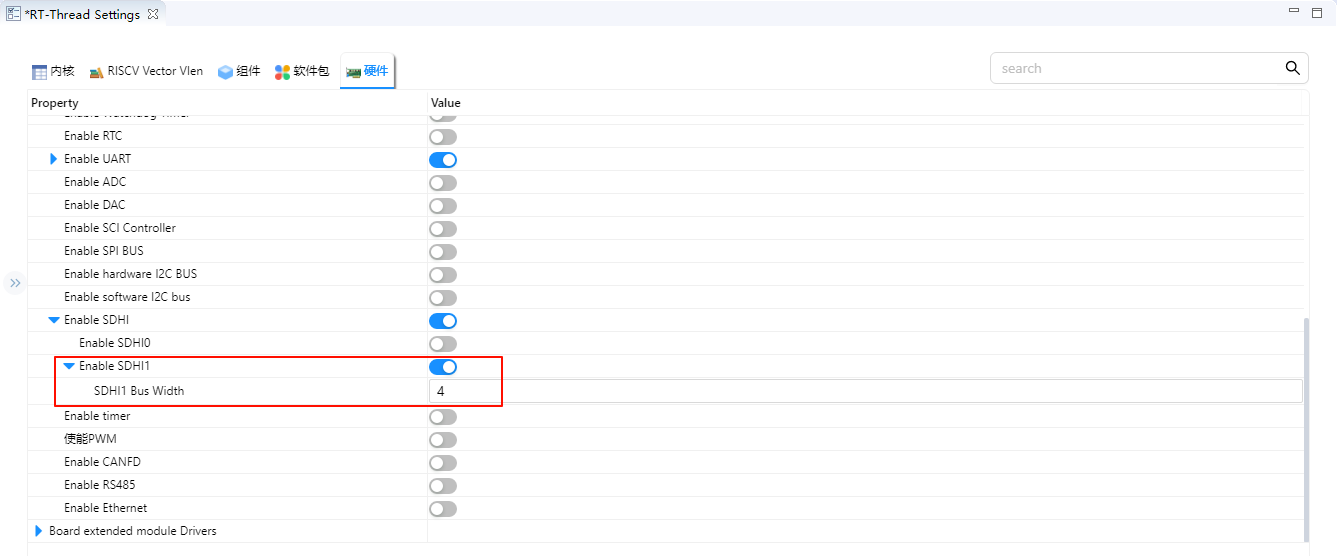 *RT-Thread Settings
内核 RISCV Vector Vlen 组件 软件包 硬件 search
Property Value
Enable Watchdog Timer
Enable RTC
Enable UART
Enable ADC
Enable DAC
Enable SCI Controller
Enable SPI BUS
Enable hardware I2C BUS
Enable software I2C bus
Enable SDHI
Enable SDHI0
Enable SDHI1
SDHI1 Bus Width 4
Enable timer
使能PWM
Enable CANFD
Enable RS485
Enable Ethernet
Board extended module Drivers